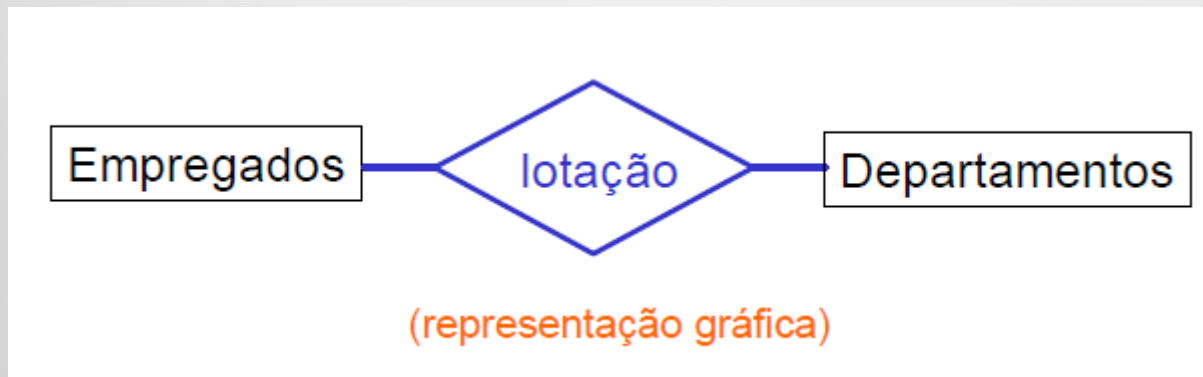 Empregados
lotação
Departamentos
(representação gráfica)